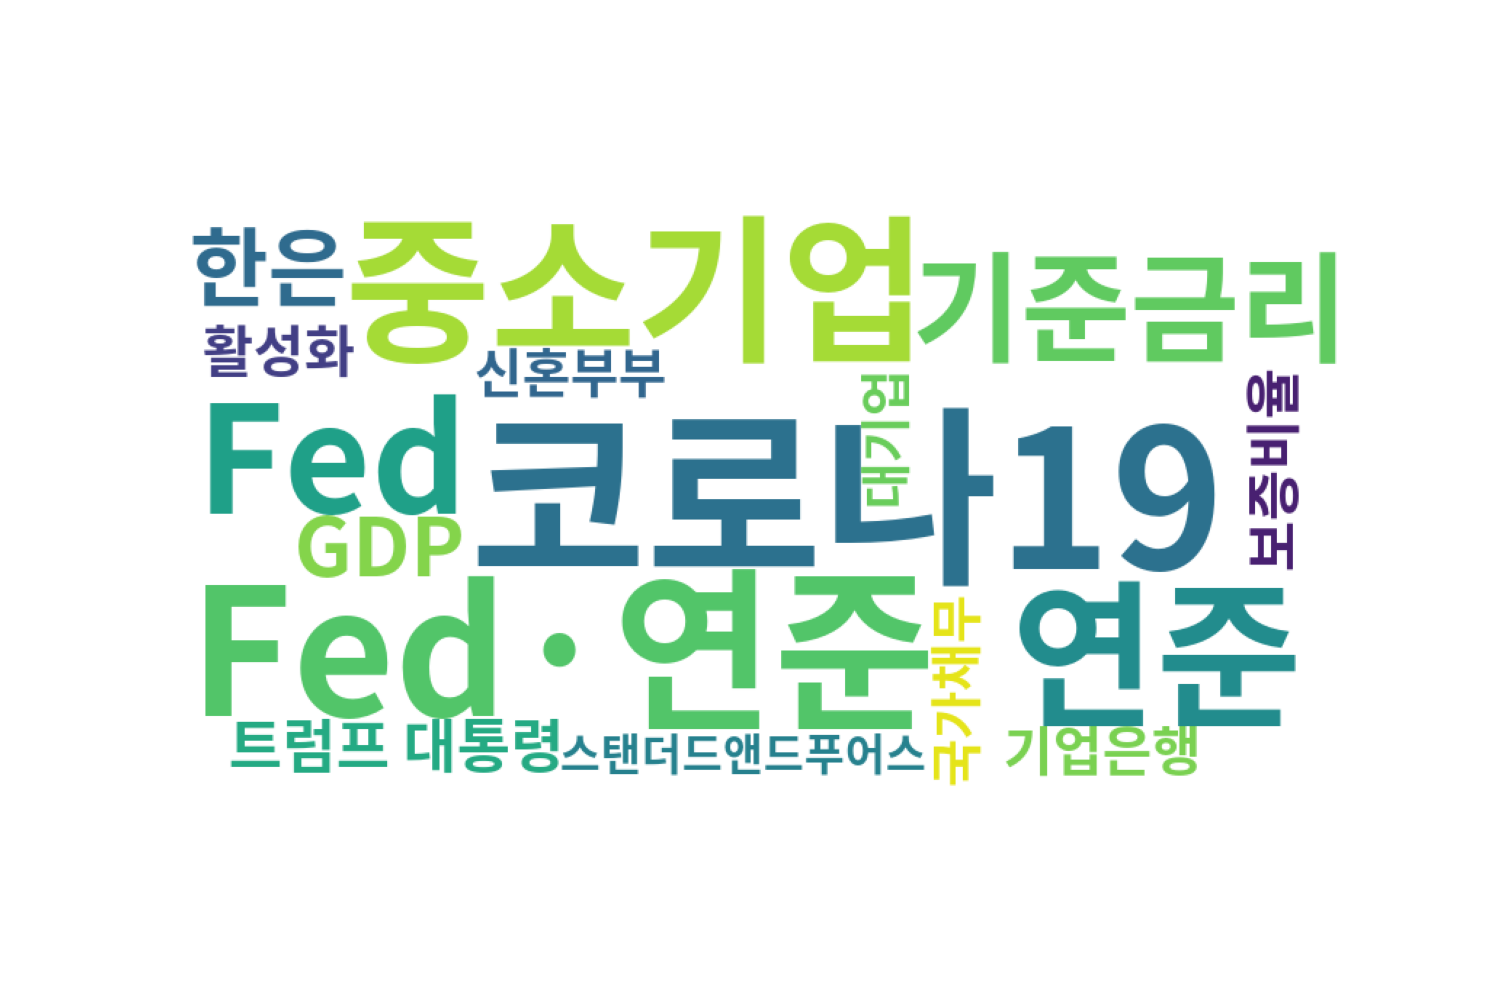 한은
중소기업
기준금리
활성화
신혼부부
대기업
보증비율
Fed
코로나19
GDP
Fed·연준
국가채무
연준
트럼프 대통령
스탠더드앤드푸어스
기업은행